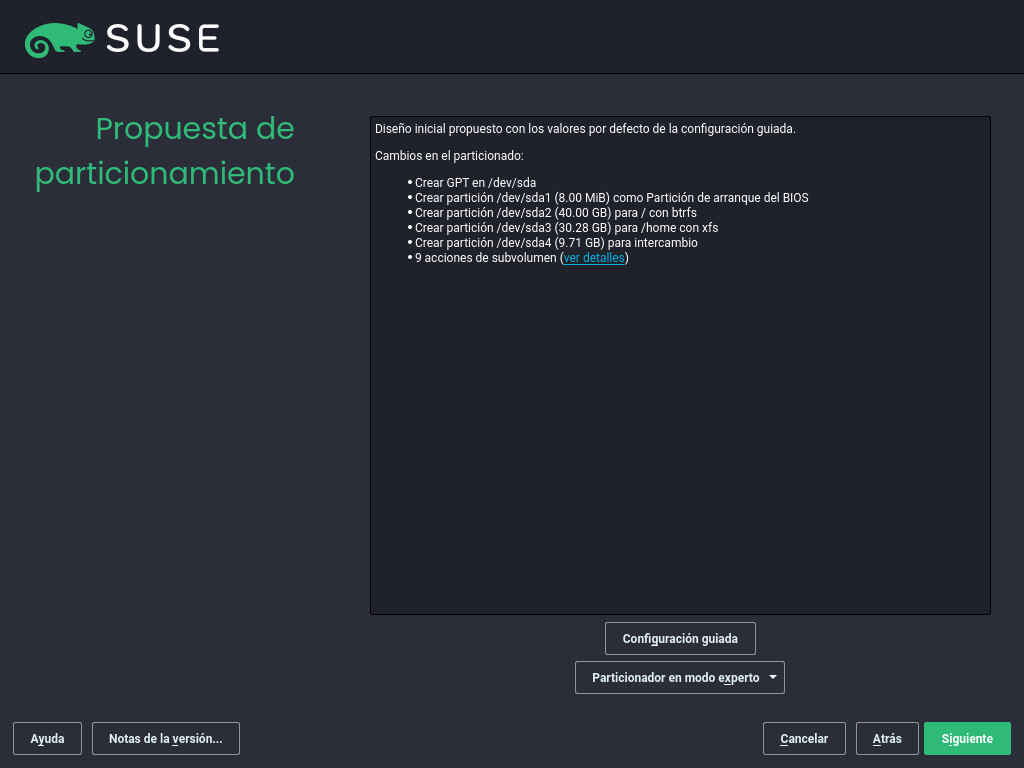 SUSE
Propuesta de
particionamiento
Diseño inicial propuesto con los valores por defecto de la configuración guiada.
Cambios en el particionado:
• Crear GPT en /dev/sda
• Crear partición /dev/sda1 (8.00 MiB) como Partición de arranque del BIOS
• Crear partición /dev/sda2 (40.00 GB) para / con btrfs
• Crear partición /dev/sda3 (30.28 GB) para /home con xfs
• Crear partición /dev/sda4 (9.71 GB) para intercambio
• 9 acciones de subvolumen (ver detalles)
Configuración guiada
Particionador en modo experto
Ayuda Notas de la versión... Cancelar Atrás Siguiente